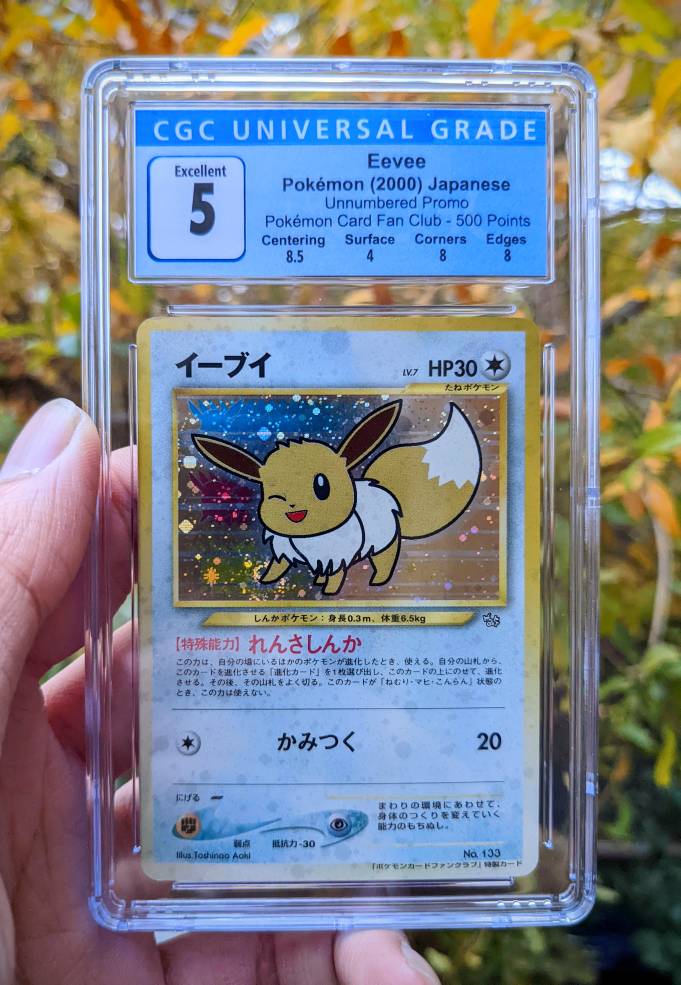 CGC UNIVERSAL GRADE
Excellent
5
Eevee
Pokémon (2000) Japanese
Unnumbered Promo
Pokémon Card Fan Club - 500 Points
Centering Surface Corners Edges
8.5 4 8 8
イーブイ
LV.7 HP30
たねポケモン
しんかポケモン：身長0.3m、体重6.5kg
【特殊能力】れんさしんか
この力は、自分の場にいるほかのポケモンが進化したとき、使える。自分の山札から、
このカードを進化させる「進化カード」を1枚選び出し、このカードの上にのせて、進化
させる。その後、その山札をよく切る。このカードが「ねむり・マヒ・こんらん」状態の
とき、この力は使えない。
かみつく 20
にげる
弱点 抵抗力-30
まわりの環境にあわせて、
身体のつくりを変えていく
能力のもちぬし。
Illus.Toshinao Aoki
No. 133
「ポケモンカードファンクラブ」特製カード